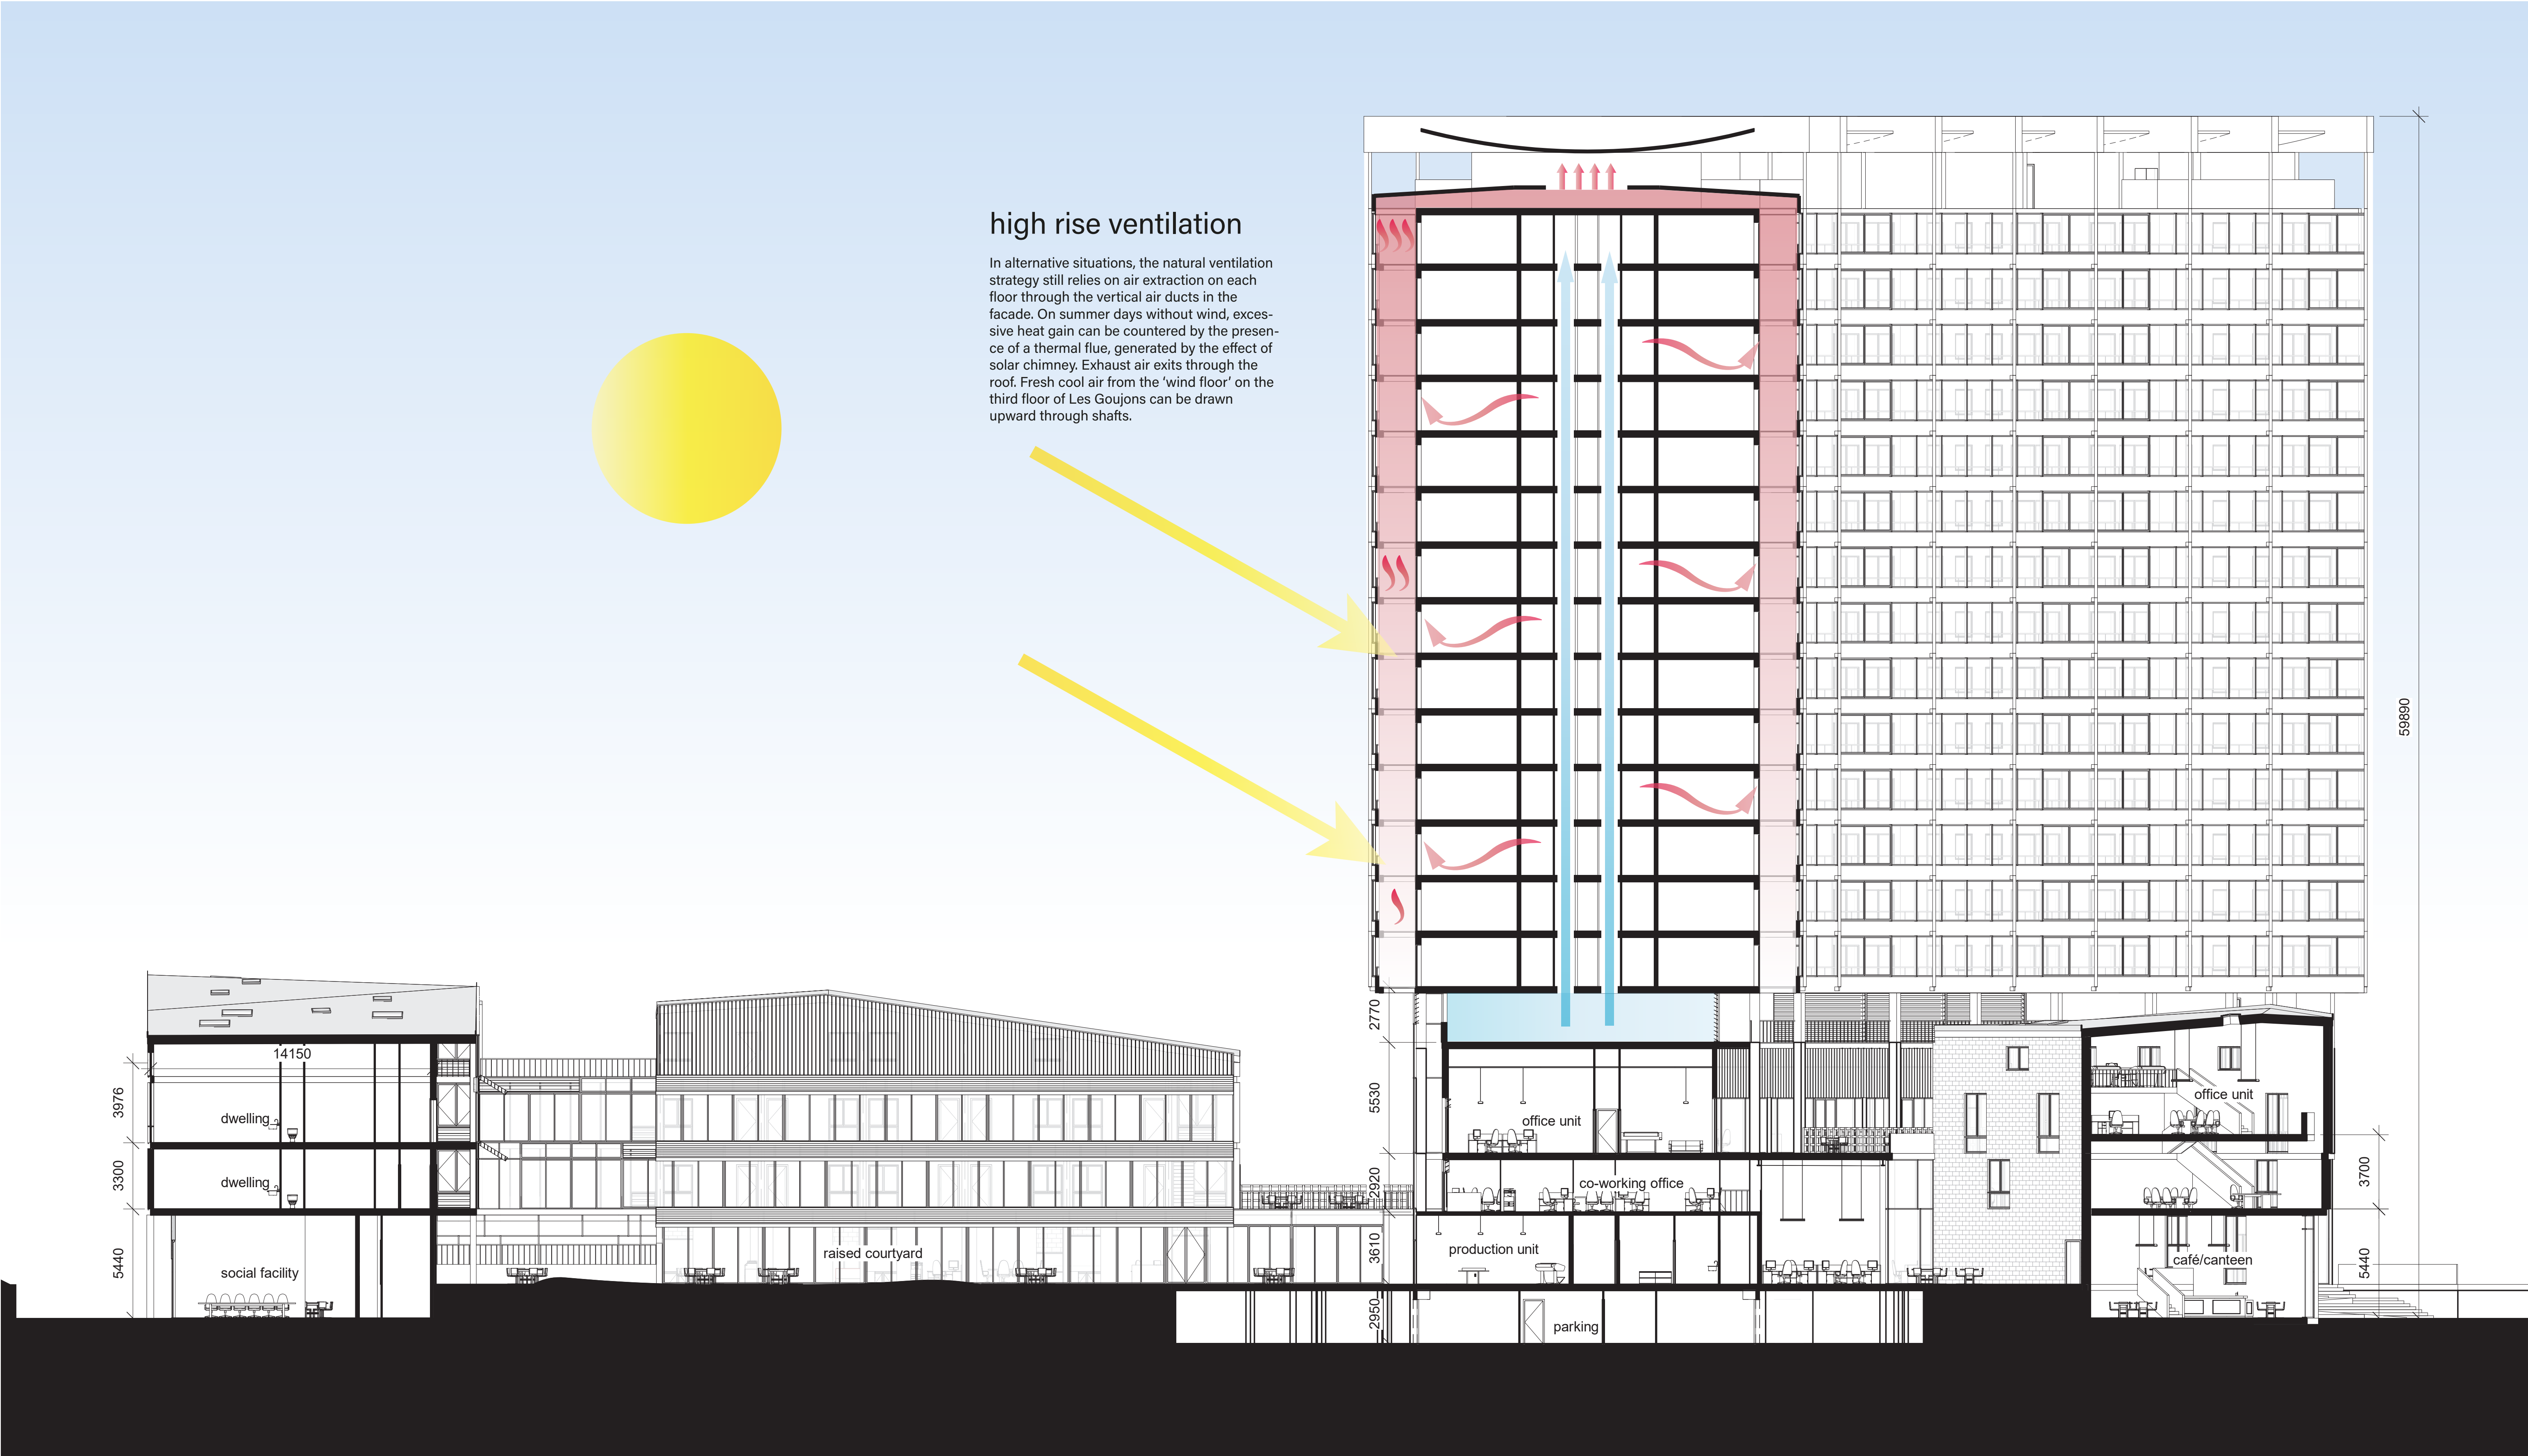 high rise ventilation
In alternative situations, the natural ventilation
strategy still relies on air extraction on each
floor through the vertical air ducts in the
facade. On summer days without wind, exces-
sive heat gain can be countered by the presen-
ce of a thermal flue, generated by the effect of
solar chimney. Exhaust air exits through the
roof. Fresh cool air from the ‘wind floor’ on the
third floor of Les Goujons can be drawn
upward through shafts.
59890
2770
14150
3976
dwelling
5530
office unit
office unit
3300
dwelling
2920
co-working office
3700
5440
social facility
raised courtyard
3610
production unit
café/canteen
5440
2950
parking